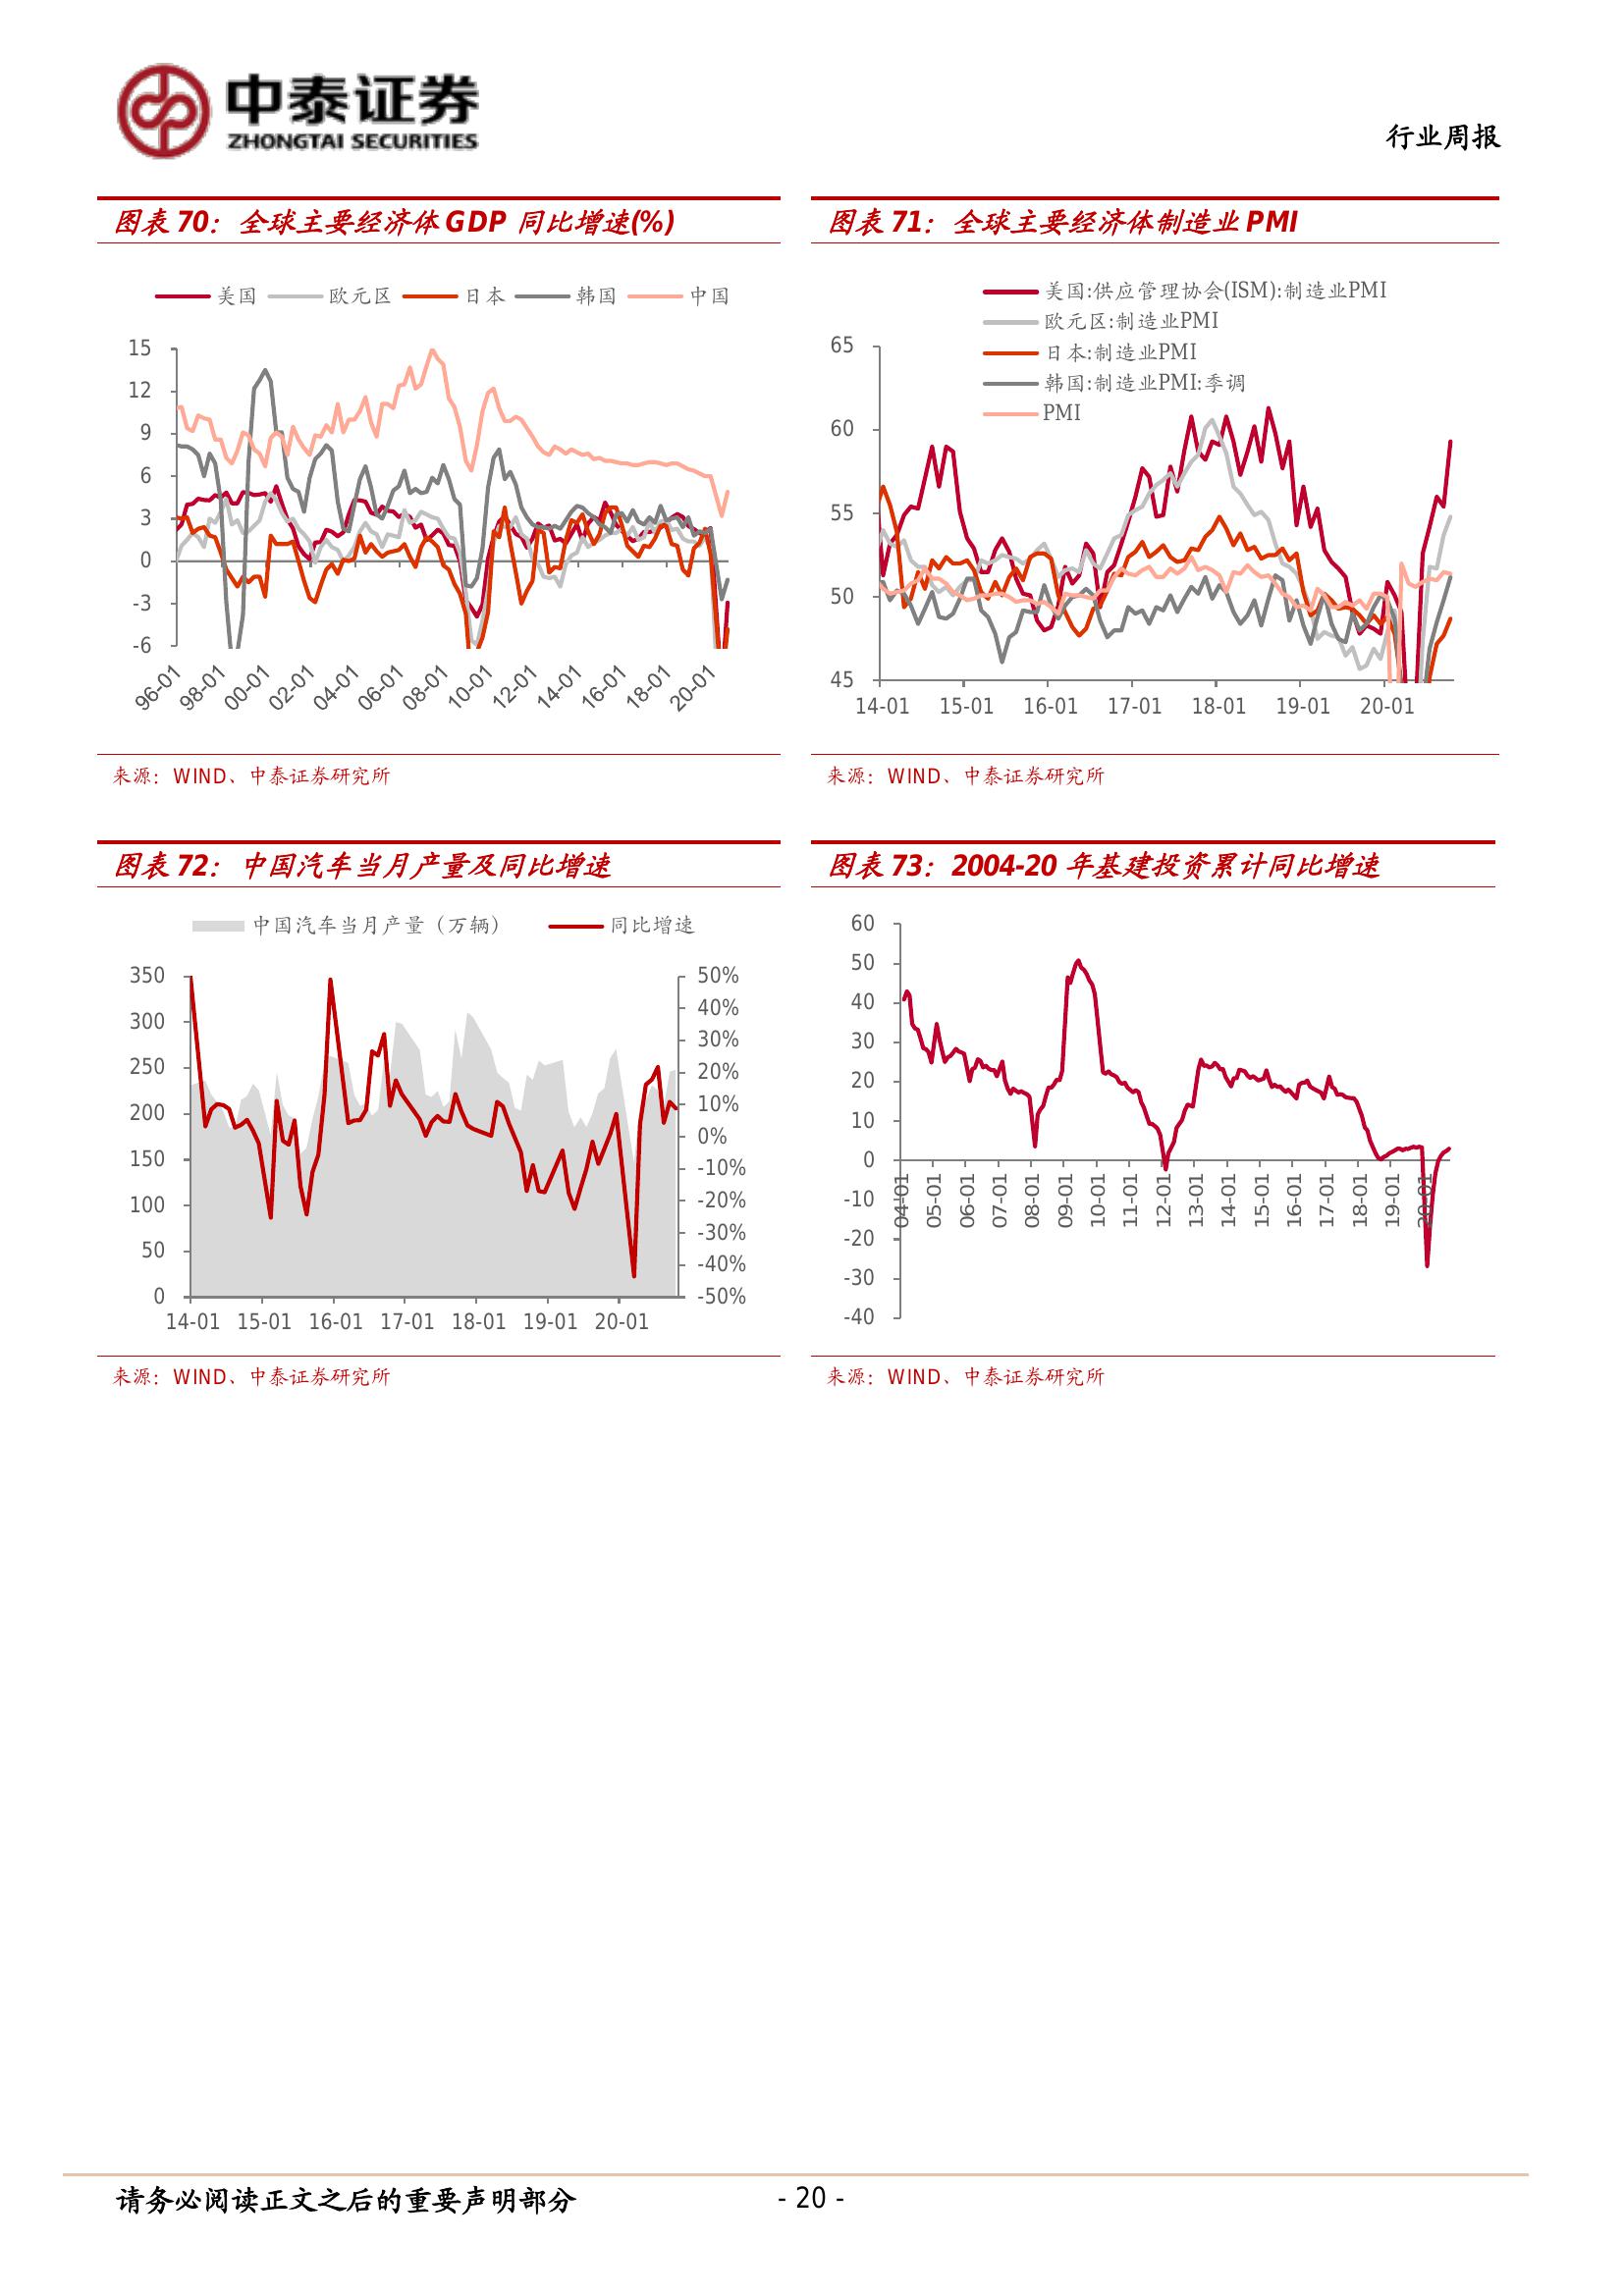 中泰证券
ZHONGTAI SECURITIES
行业周报
图表 70：全球主要经济体 GDP 同比增速(%)
美国 欧元区 日本 韩国 中国
15
12
9
6
3
0
-3
-6
96-01 98-01 00-01 02-01 04-01 06-01 08-01 10-01 12-01 14-01 16-01 18-01 20-01
来源：WIND、中泰证券研究所
图表 71：全球主要经济体制造业 PMI
美国:供应管理协会(ISM):制造业PMI
欧元区:制造业PMI
日本:制造业PMI
韩国:制造业PMI:季调
PMI
65
60
55
50
45
14-01 15-01 16-01 17-01 18-01 19-01 20-01
来源：WIND、中泰证券研究所
图表 72：中国汽车当月产量及同比增速
中国汽车当月产量（万辆） 同比增速
350
300
250
200
150
100
50
0
50%
40%
30%
20%
10%
0%
-10%
-20%
-30%
-40%
-50%
14-01 15-01 16-01 17-01 18-01 19-01 20-01
来源：WIND、中泰证券研究所
图表 73：2004-20 年基建投资累计同比增速
60
50
40
30
20
10
0
-10
-20
-30
-40
04-01 05-01 06-01 07-01 08-01 09-01 10-01 11-01 12-01 13-01 14-01 15-01 16-01 17-01 18-01 19-01 20-01
来源：WIND、中泰证券研究所
请务必阅读正文之后的重要声明部分
- 20 -